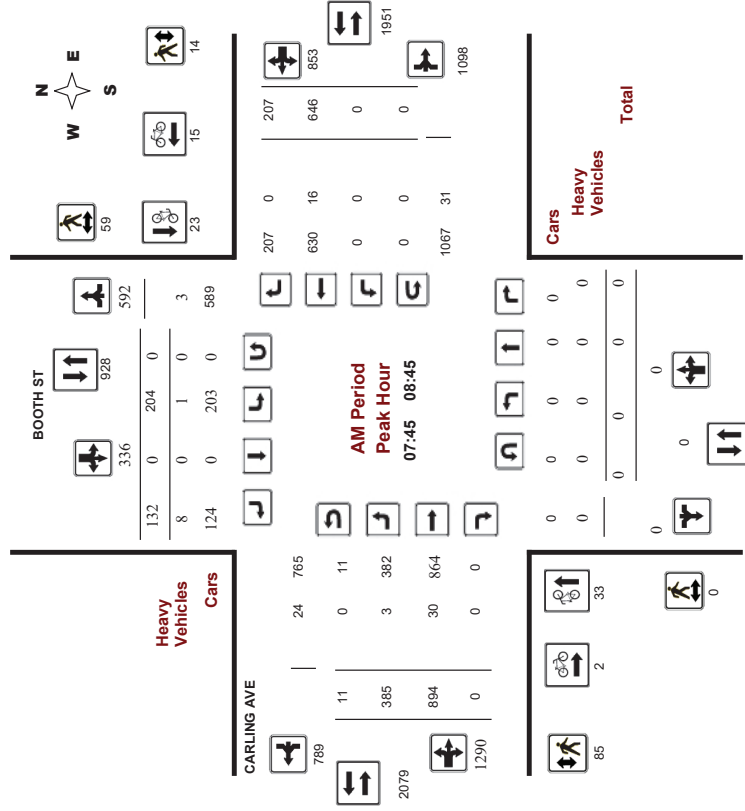 N
W E
S
59
15
14
23
BOOTH ST
928
336
592
132 0 204 0
8 0 1 0 3
124 0 203 0 589
Heavy
Vehicles
Cars
1951
853
1098
207 0 207
630 16 646
0 0 0
0 0 0
1067 31
AM Period
Peak Hour
07:45 08:45
CARLING AVE
789
2079
1290
24 765
11 0 11
385 3 382
894 30 864
0 0 0
Cars
Heavy
Vehicles
Total
0 0 0 0 0
0 0 0 0 0
0 0 0 0
0
0
0
33
2
85
0